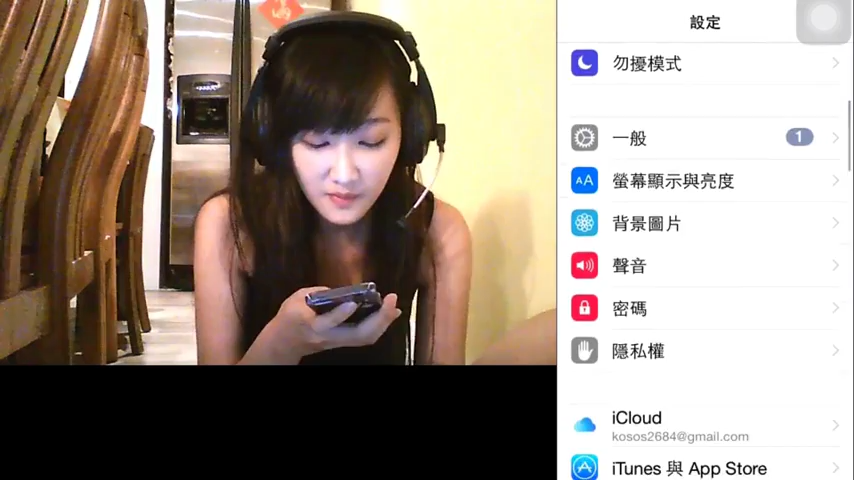 設定
勿擾模式
一般 1
AA 螢幕顯示與亮度
背景圖片
聲音
密碼
隱私權
iCloud
kosos2684@gmail.com
iTunes 與 App Store